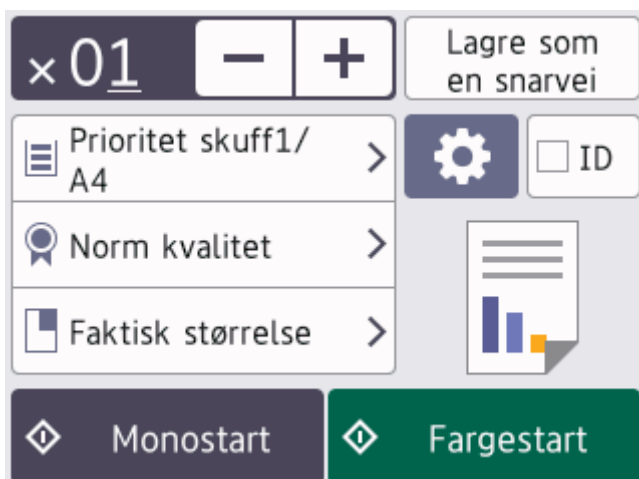 ×01 − +
Lagre som
en snarvei
Prioritet skuff1/
A4
ID
Norm kvalitet
Faktisk størrelse
Monostart
Fargestart